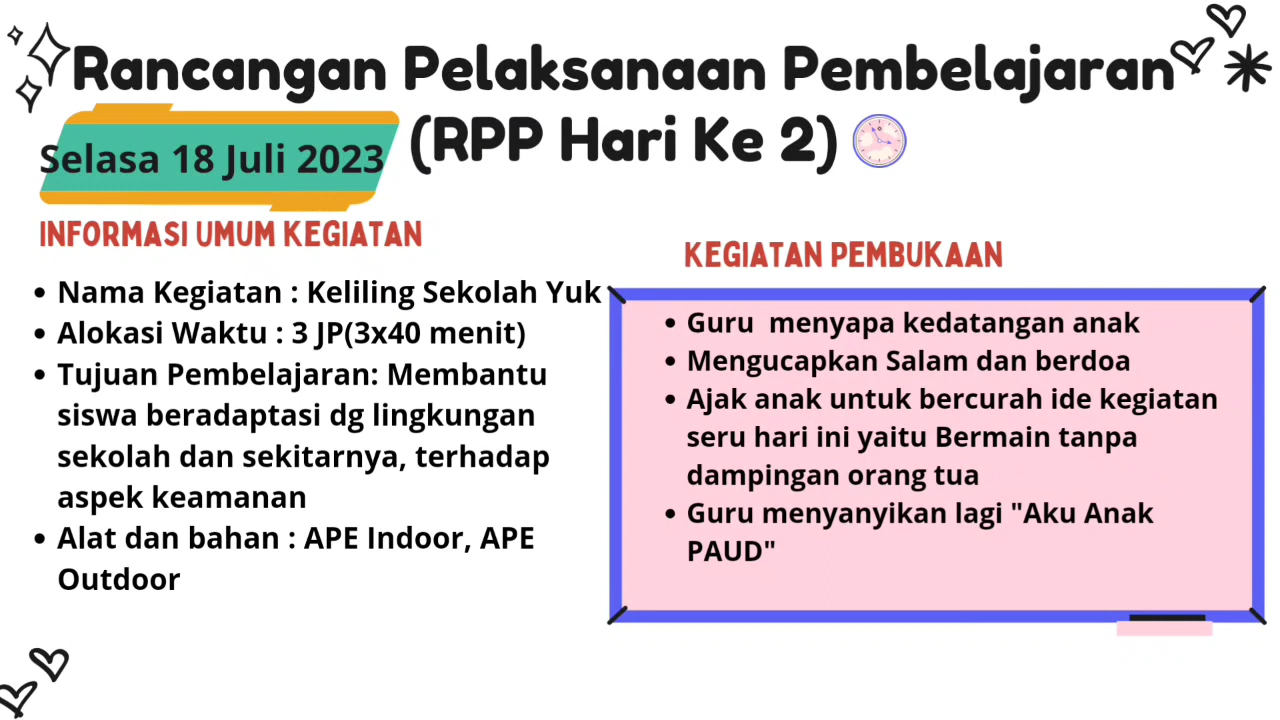 Rancangan Pelaksanaan Pembelajaran
(RPP Hari Ke 2)
Selasa 18 Juli 2023
INFORMASI UMUM KEGIATAN
• Nama Kegiatan : Keliling Sekolah Yuk
• Alokasi Waktu : 3 JP(3x40 menit)
• Tujuan Pembelajaran: Membantu
siswa beradaptasi dg lingkungan
sekolah dan sekitarnya, terhadap
aspek keamanan
• Alat dan bahan : APE Indoor, APE
Outdoor
KEGIATAN PEMBUKAAN
• Guru  menyapa kedatangan anak
• Mengucapkan Salam dan berdoa
• Ajak anak untuk bercurah ide kegiatan
seru hari ini yaitu Bermain tanpa
dampingan orang tua
• Guru menyanyikan lagi "Aku Anak
PAUD"